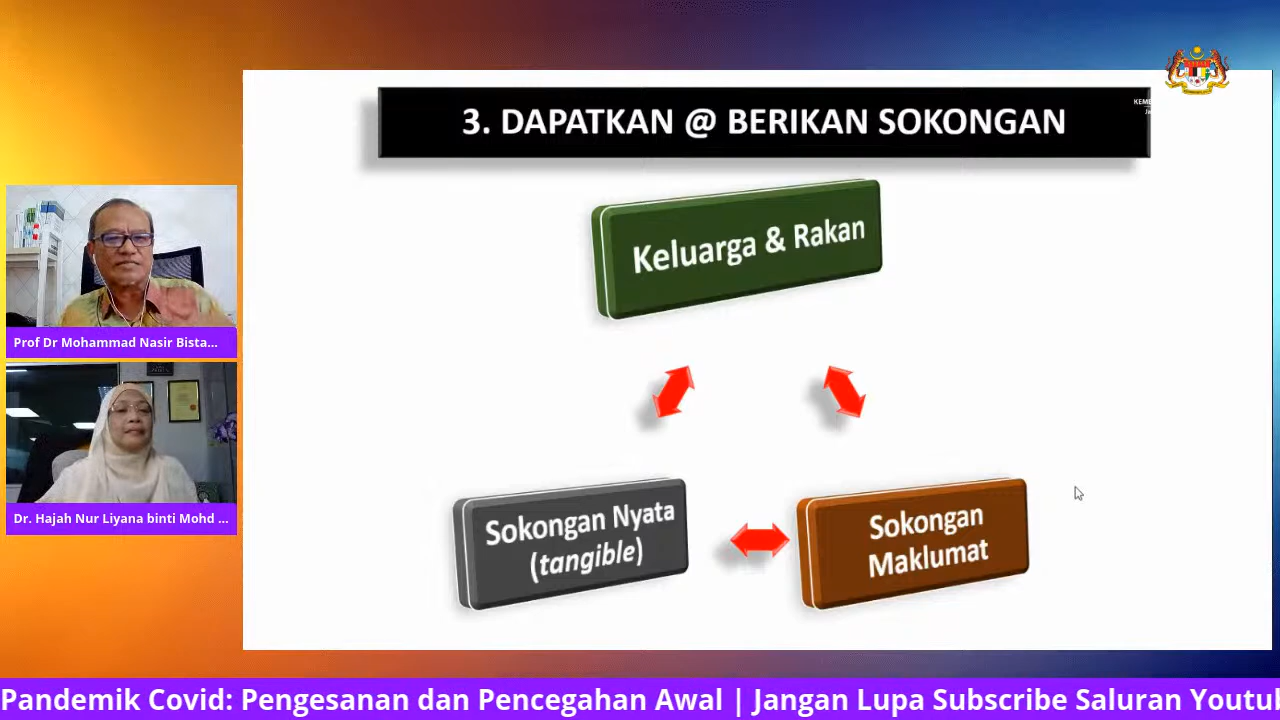 3. DAPATKAN @ BERIKAN SOKONGAN
Keluarga & Rakan
Sokongan Nyata
(tangible)
Sokongan
Maklumat
Prof Dr Mohammad Nasir Bista...
Dr. Hajah Nur Liyana binti Mohd ...
Pandemik Covid: Pengesanan dan Pencegahan Awal | Jangan Lupa Subscribe Saluran Youtu